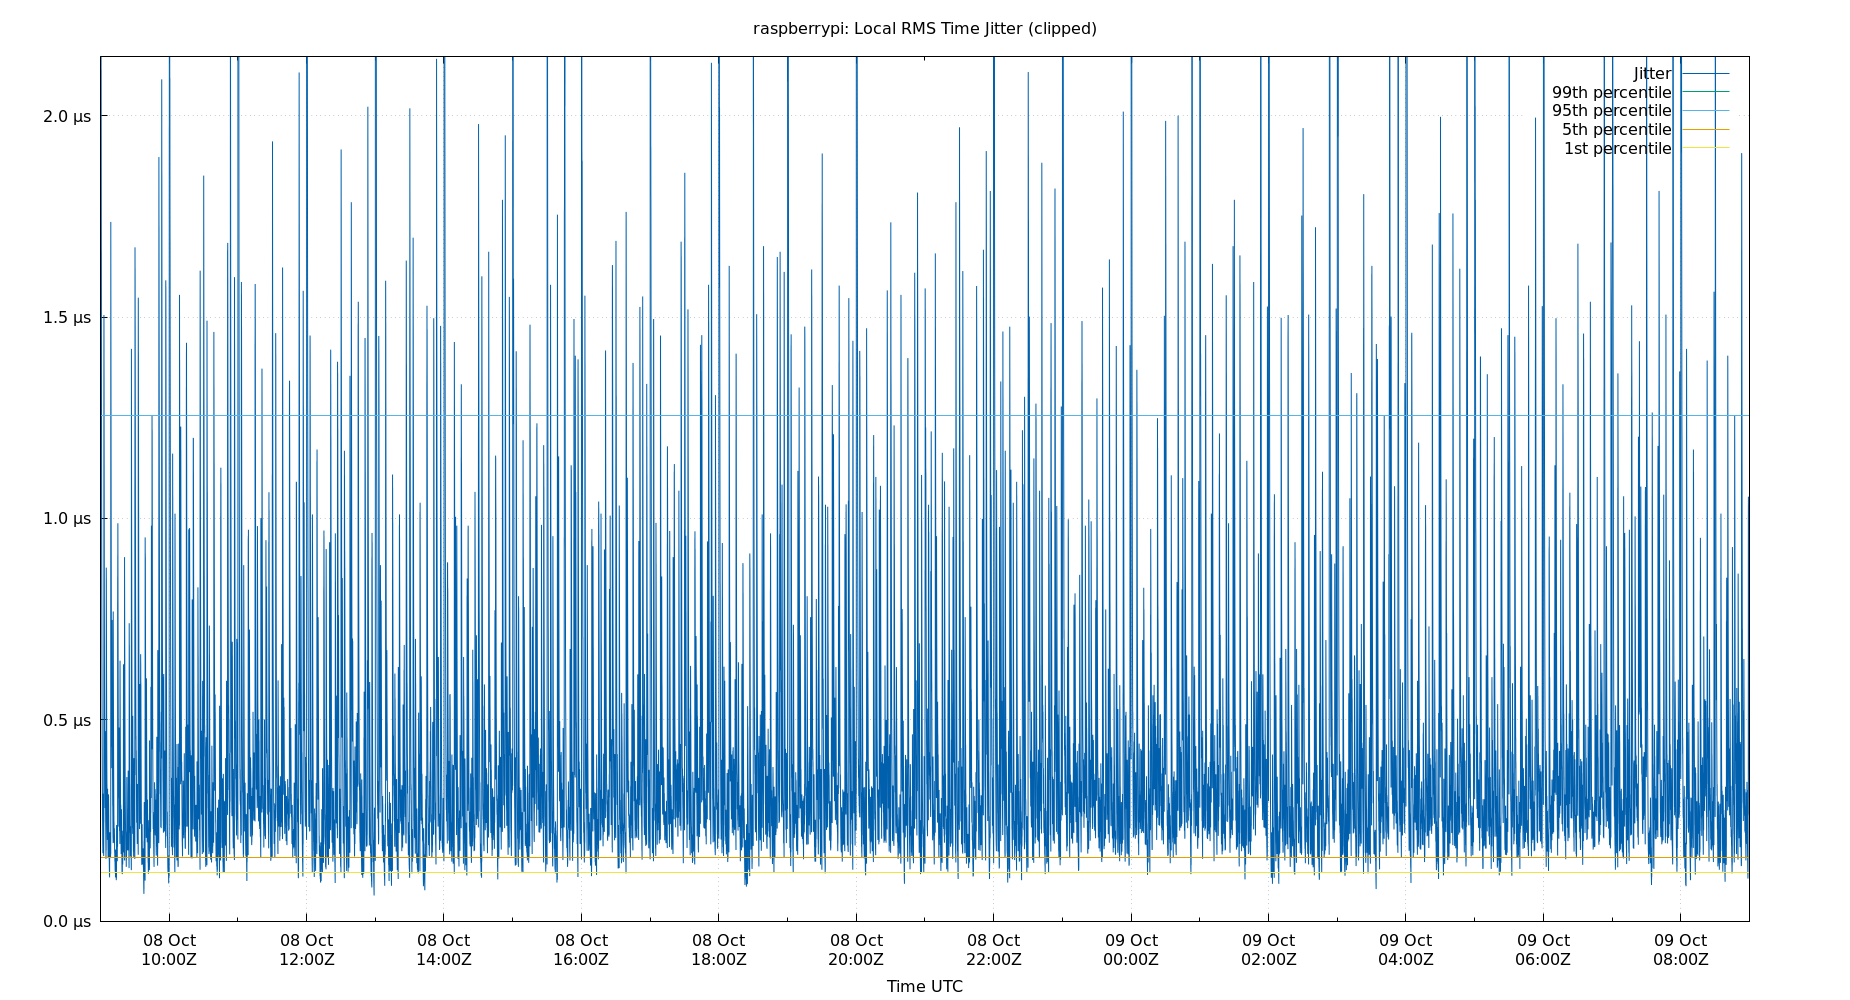 raspberrypi: Local RMS Time Jitter (clipped)
Jitter
99th percentile
95th percentile
5th percentile
1st percentile
2.0 µs
1.5 µs
1.0 µs
0.5 µs
0.0 µs
08 Oct 08 Oct 08 Oct 08 Oct 08 Oct 08 Oct 08 Oct 09 Oct 09 Oct 09 Oct 09 Oct 09 Oct
10:00Z 12:00Z 14:00Z 16:00Z 18:00Z 20:00Z 22:00Z 00:00Z 02:00Z 04:00Z 06:00Z 08:00Z
Time UTC